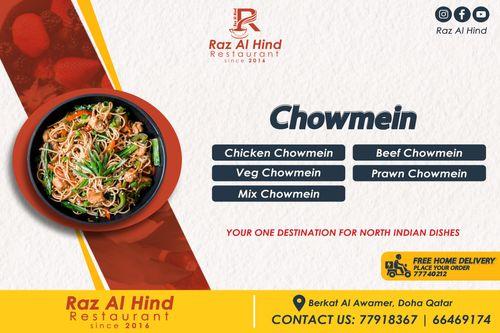 Raz Al Hind
Restaurant
since 2016
Raz Al Hind
Chowmein
Chicken Chowmein
Beef Chowmein
Veg Chowmein
Prawn Chowmein
Mix Chowmein
YOUR ONE DESTINATION FOR NORTH INDIAN DISHES
FREE HOME DELIVERY
PLACE YOUR ORDER
77740212
Raz Al Hind
Restaurant
since 2016
Berkat Al Awamer, Doha Qatar
CONTACT US: 77918367 | 66469174